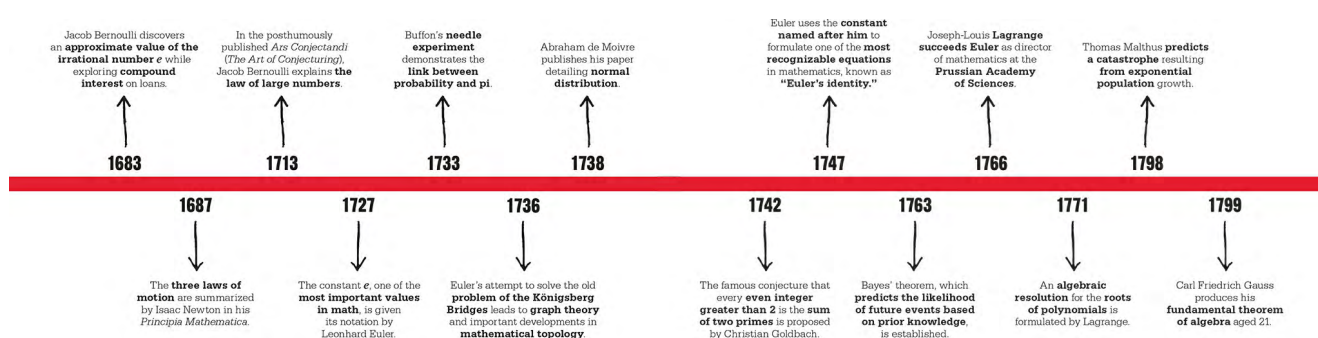 Jacob Bernoulli discovers
an approximate value of the
irrational number e while
exploring compound
interest on loans.
1683
In the posthumously
published Ars Conjectandi
(The Art of Conjecturing),
Jacob Bernoulli explains the
law of large numbers.
1713
Buffon's needle
experiment
demonstrates the
link between
probability and pi.
1733
Abraham de Moivre
publishes his paper
detailing normal
distribution.
1738
Euler uses the constant
named after him to
formulate one of the most
recognizable equations
in mathematics, known as
"Euler's identity."
1747
Joseph-Louis Lagrange
succeeds Euler as director
of mathematics at the
Prussian Academy
of Sciences.
1766
Thomas Malthus predicts
a catastrophe resulting
from exponential
population growth.
1798
1687
The three laws of
motion are summarized
by Isaac Newton in his
Principia Mathematica.
1727
The constant e, one of the
most important values
in math, is given
its notation by
Leonhard Euler.
1736
Euler's attempt to solve the old
problem of the Königsberg
Bridges leads to graph theory
and important developments in
mathematical topology.
1742
The famous conjecture that
every even integer
greater than 2 is the sum
of two primes is proposed
by Christian Goldbach.
1763
Bayes' theorem, which
predicts the likelihood
of future events based
on prior knowledge,
is established.
1771
An algebraic
resolution for the roots
of polynomials is
formulated by Lagrange.
1799
Carl Friedrich Gauss
produces his
fundamental theorem
of algebra aged 21.